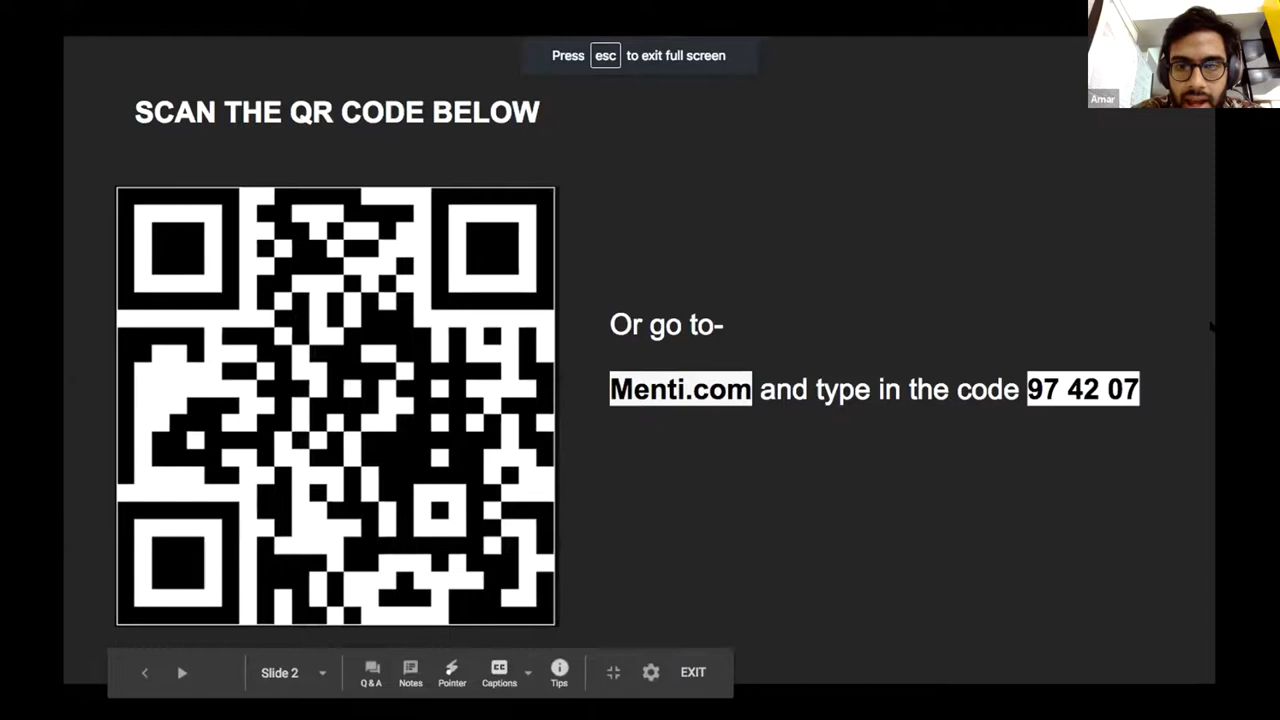 Press esc to exit full screen
Amar
SCAN THE QR CODE BELOW
Or go to-
Menti.com and type in the code 97 42 07
Slide 2
Q & A
Notes
Pointer
CC
Captions
Tips
EXIT